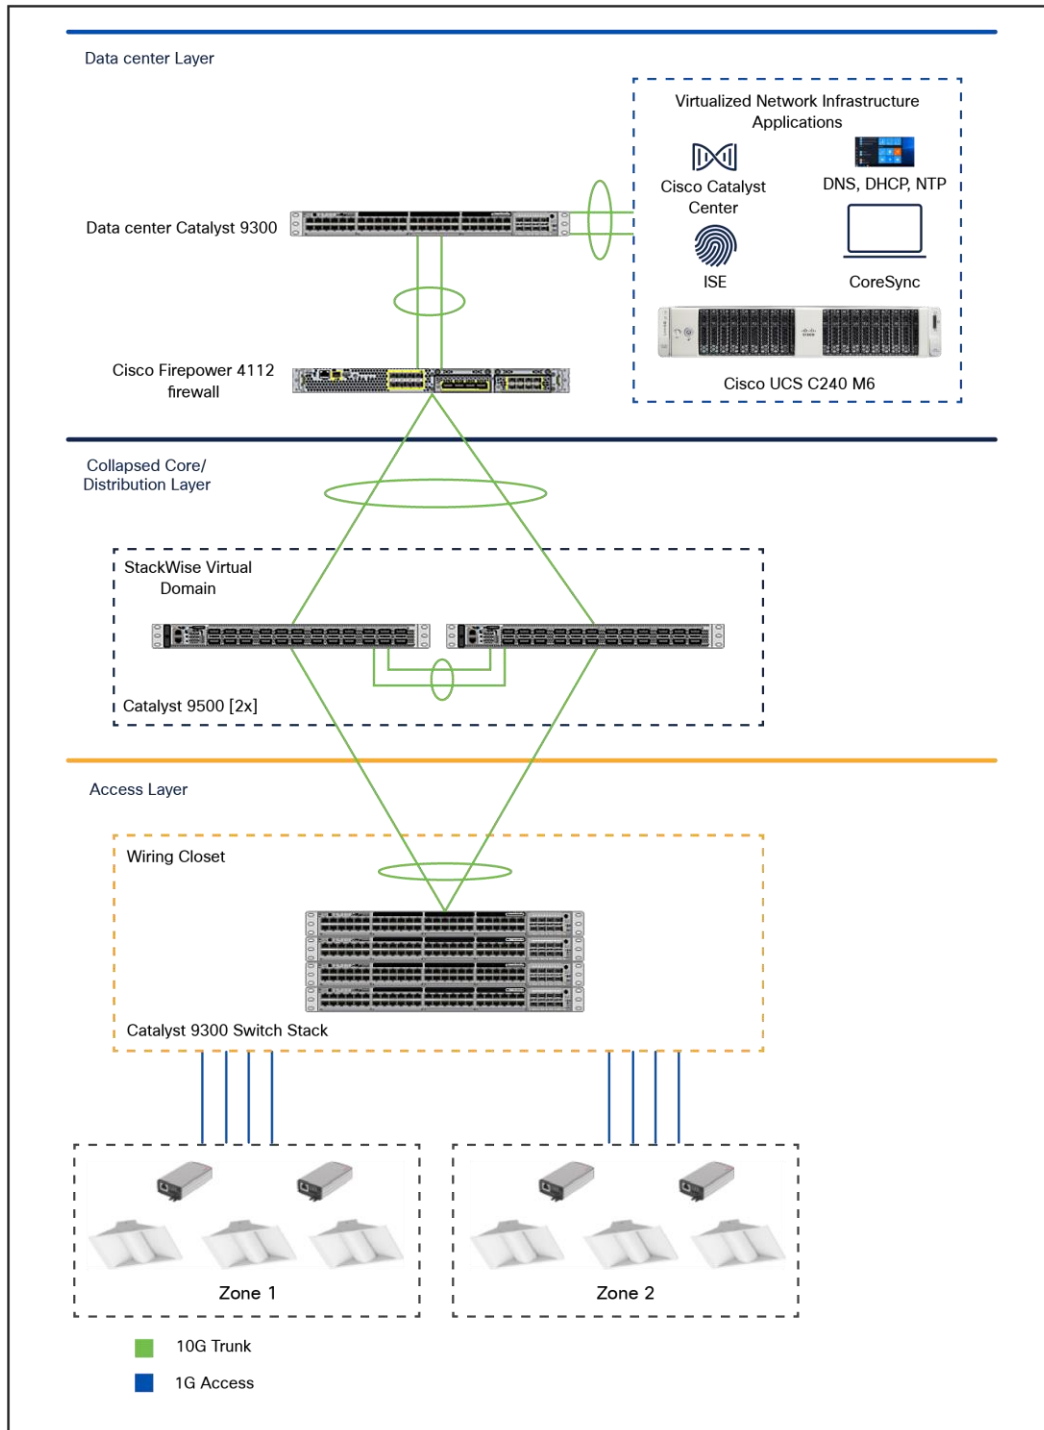 Data center Layer
Virtualized Network Infrastructure
Applications
Cisco Catalyst
Center
DNS, DHCP, NTP
Data center Catalyst 9300
ISE
CoreSync
Cisco Firepower 4112
firewall
Cisco UCS C240 M6
Collapsed Core/
Distribution Layer
StackWise Virtual
Domain
Catalyst 9500 [2x]
Access Layer
Wiring Closet
Catalyst 9300 Switch Stack
Zone 1
Zone 2
10G Trunk
1G Access